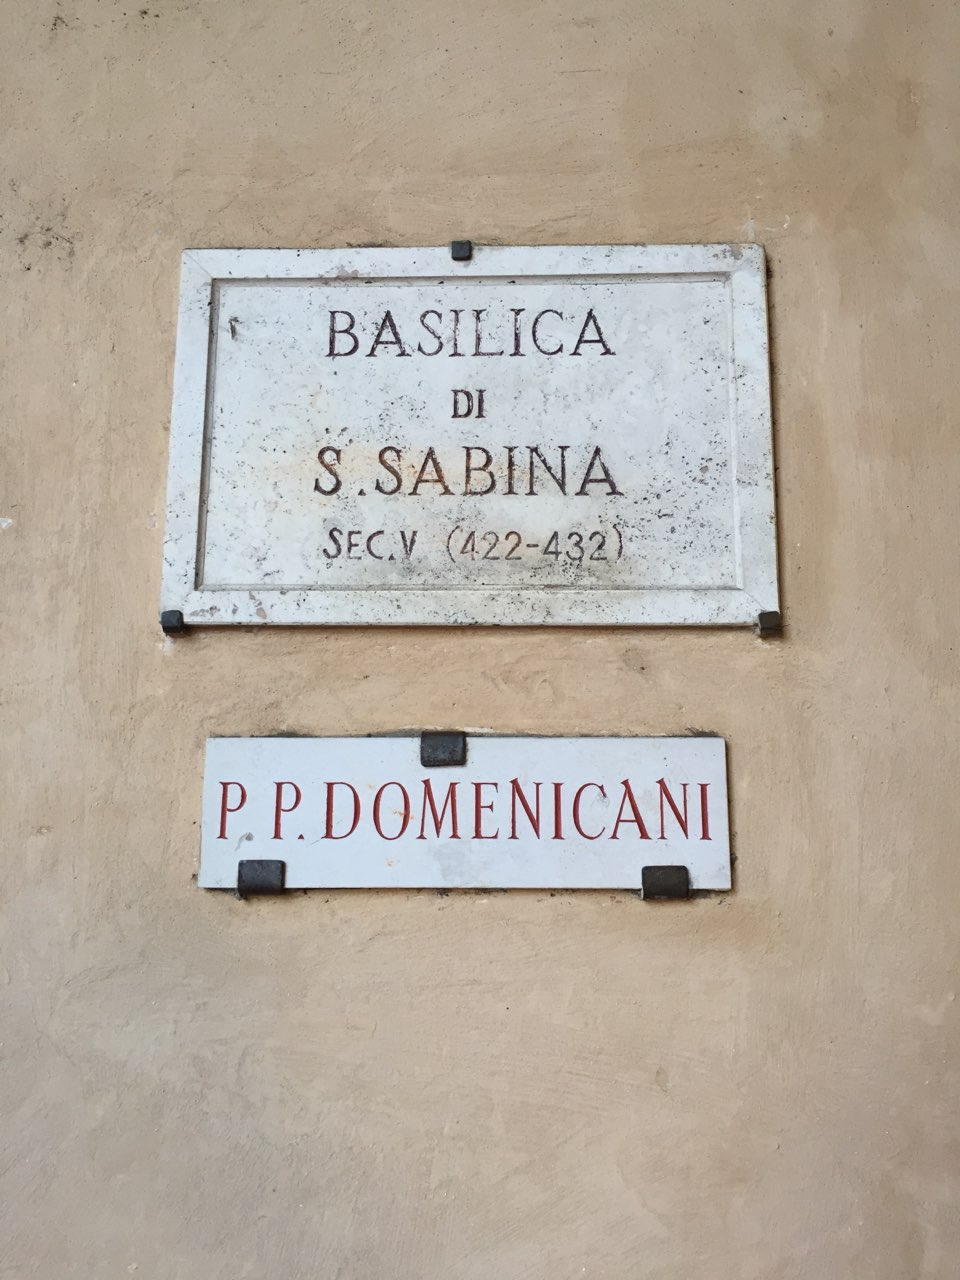 BASILICA
DI
S. SABINA
SEC. V (422-432)
P P. DOMENICANI